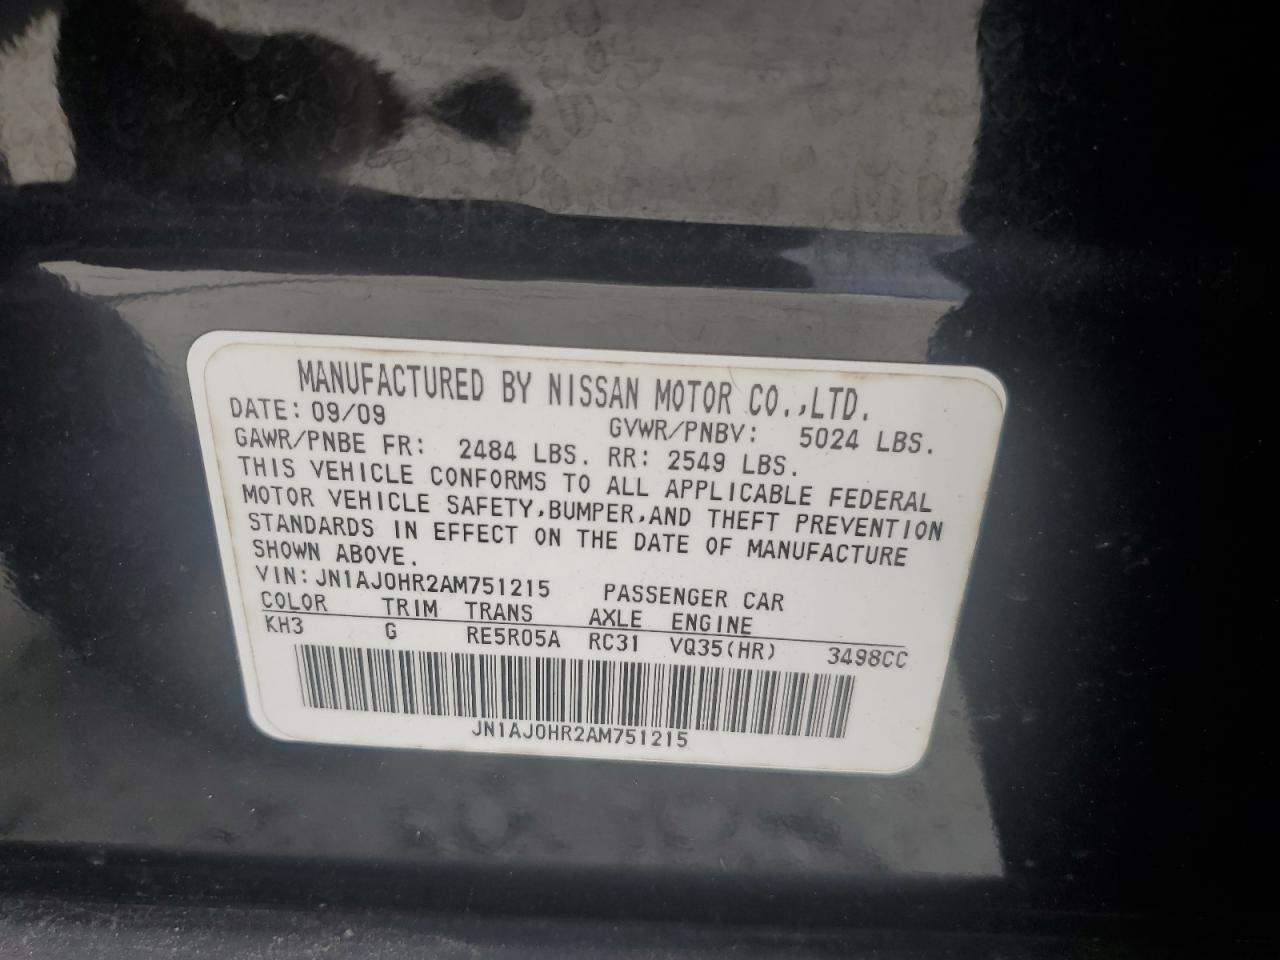 MANUFACTURED BY NISSAN MOTOR CO.,LTD.
DATE: 09/09 GVWR/PNBV: 5024 LBS.
GAWR/PNBE FR: 2484 LBS. RR: 2549 LBS.
THIS VEHICLE CONFORMS TO ALL APPLICABLE FEDERAL
MOTOR VEHICLE SAFETY,BUMPER,AND THEFT PREVENTION
STANDARDS IN EFFECT ON THE DATE OF MANUFACTURE
SHOWN ABOVE.
VIN: JN1AJ0HR2AM751215 PASSENGER CAR
COLOR TRIM TRANS AXLE ENGINE
KH3 G RE5R05A RC31 VQ35(HR) 3498CC
JN1AJ0HR2AM751215